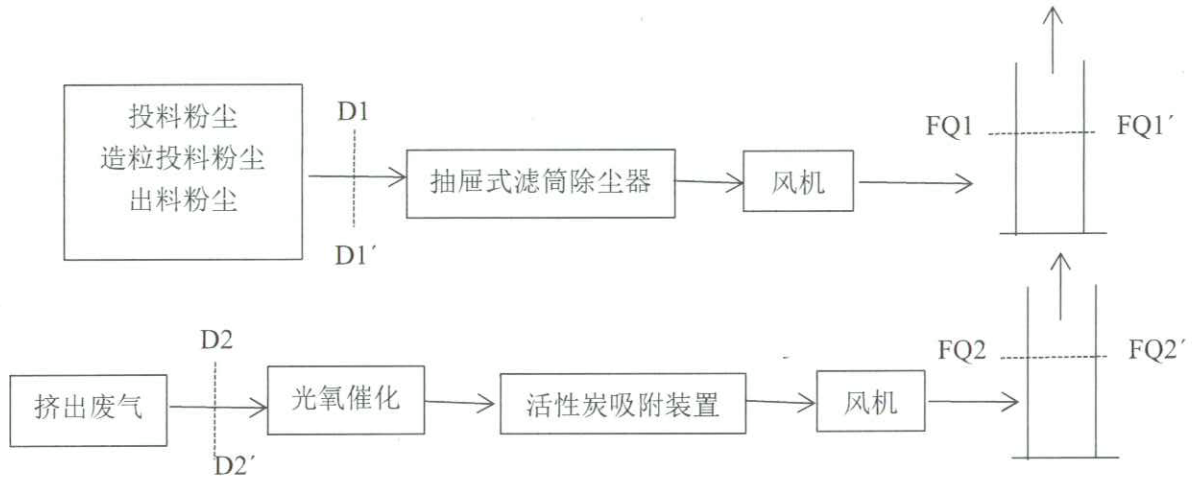 投料粉尘
造粒投料粉尘
出料粉尘
D1
D1´
抽屉式滤筒除尘器
风机
FQ1
FQ1´
挤出废气
D2
D2´
光氧催化
活性炭吸附装置
风机
FQ2
FQ2´